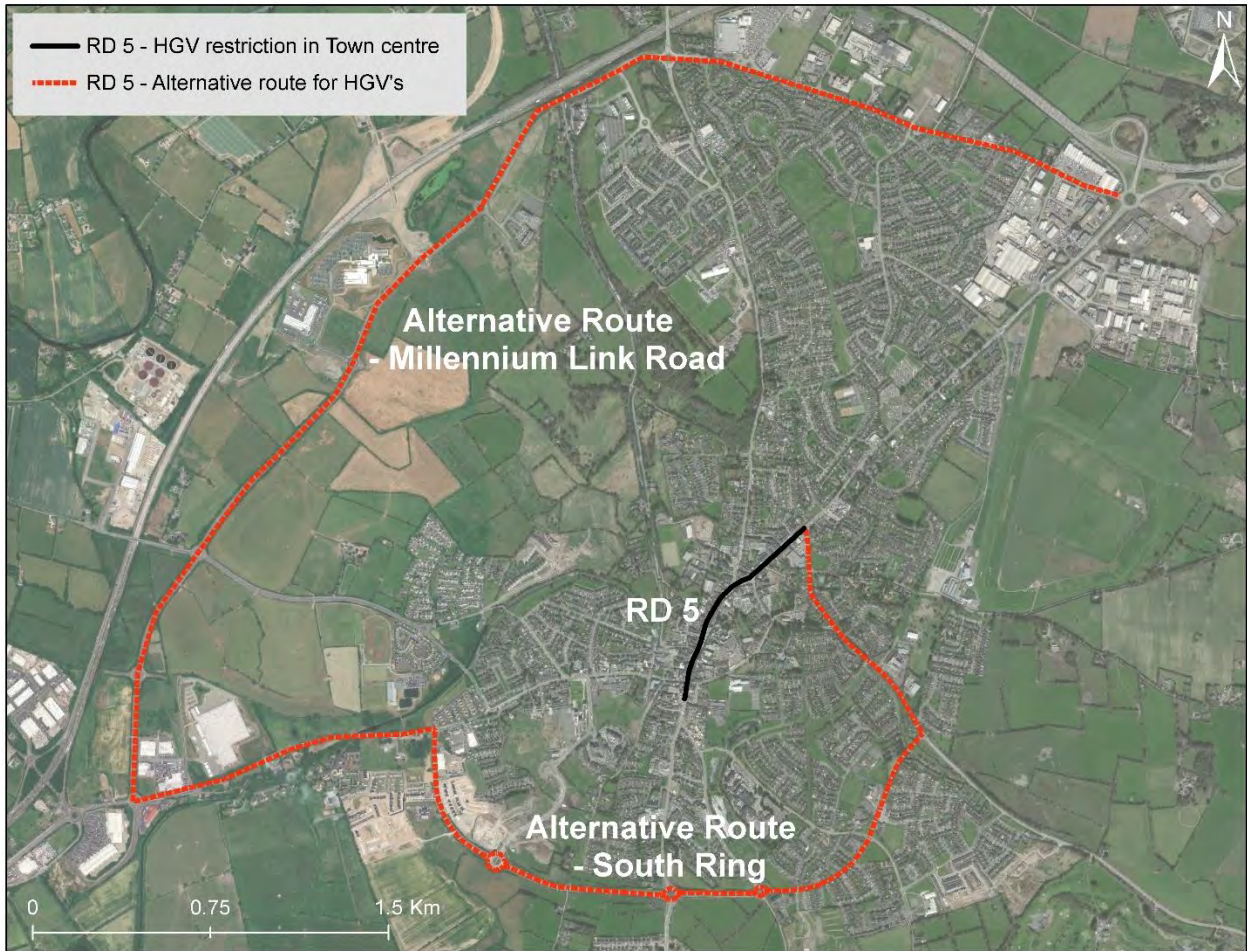 RD 5 - HGV restriction in Town centre
RD 5 - Alternative route for HGV's
N
Alternative Route
- Millennium Link Road
RD 5
Alternative Route
- South Ring
0 0.75 1.5 Km